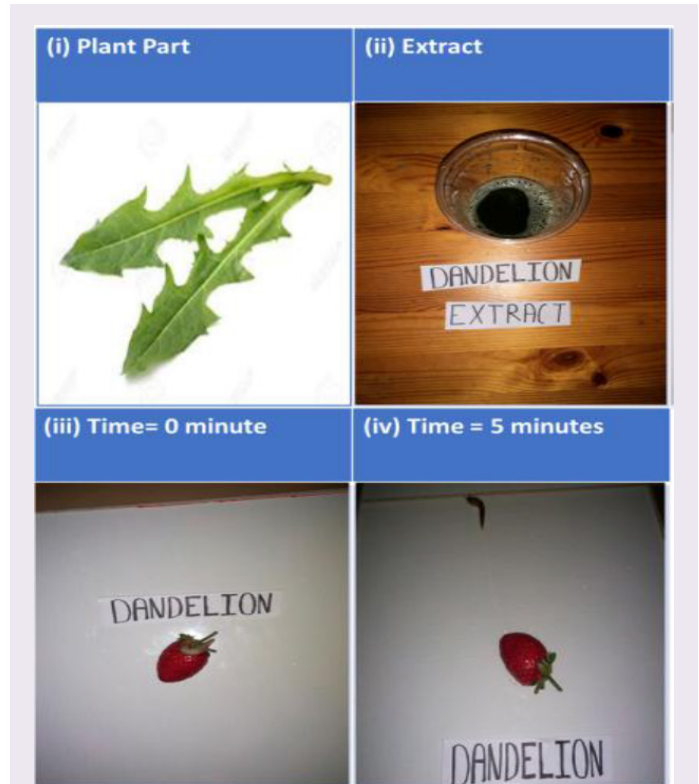 (i) Plant Part
(ii) Extract
DANDELION
EXTRACT
(iii) Time= 0 minute
(iv) Time = 5 minutes
DANDELION
DANDELION